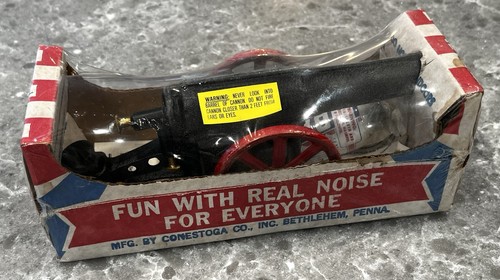 WARNING: NEVER LOOK INTO
BARREL OF CANNON DO NOT FIRE
CANNON CLOSER THAN 2 FEET FROM
EARS OR EYES.
FUN WITH REAL NOISE
FOR EVERYONE
MFG. BY CONESTOGA CO., INC. BETHLEHEM, PENNA.